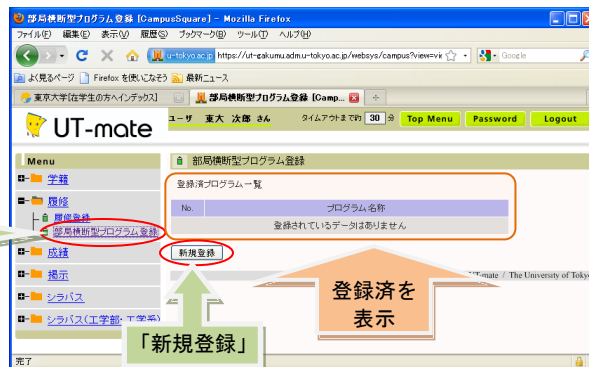 部局横断型プログラム登録 [CampusSquare] - Mozilla Firefox
ファイル(F) 編集(E) 表示(V) 履歴(S) ブックマーク(B) ツール(T) ヘルプ(H)
u-tokyo.ac.jp https://ut-gakumu.adm.u-tokyo.ac.jp/websys/campus?view=vie Google
よく見るページ Firefox を使いこなそう 最新ニュース
東京大学[在学生の方へインデックス] 部局横断型プログラム登録 [Camp...
UT-mate
ユーザ 東大 次郎 さん タイムアウトまで約 30 分 Top Menu Password Logout
Menu
学籍
履修
履修登録
部局横断型プログラム登録
成績
掲示
シラバス
シラバス(工学部・工学系)
部局横断型プログラム登録
登録済プログラム一覧
No. プログラム名称
登録されているデータはありません
新規登録
UT-mate / The University of Tokyo
登録済を
表示
「新規登録」
完了